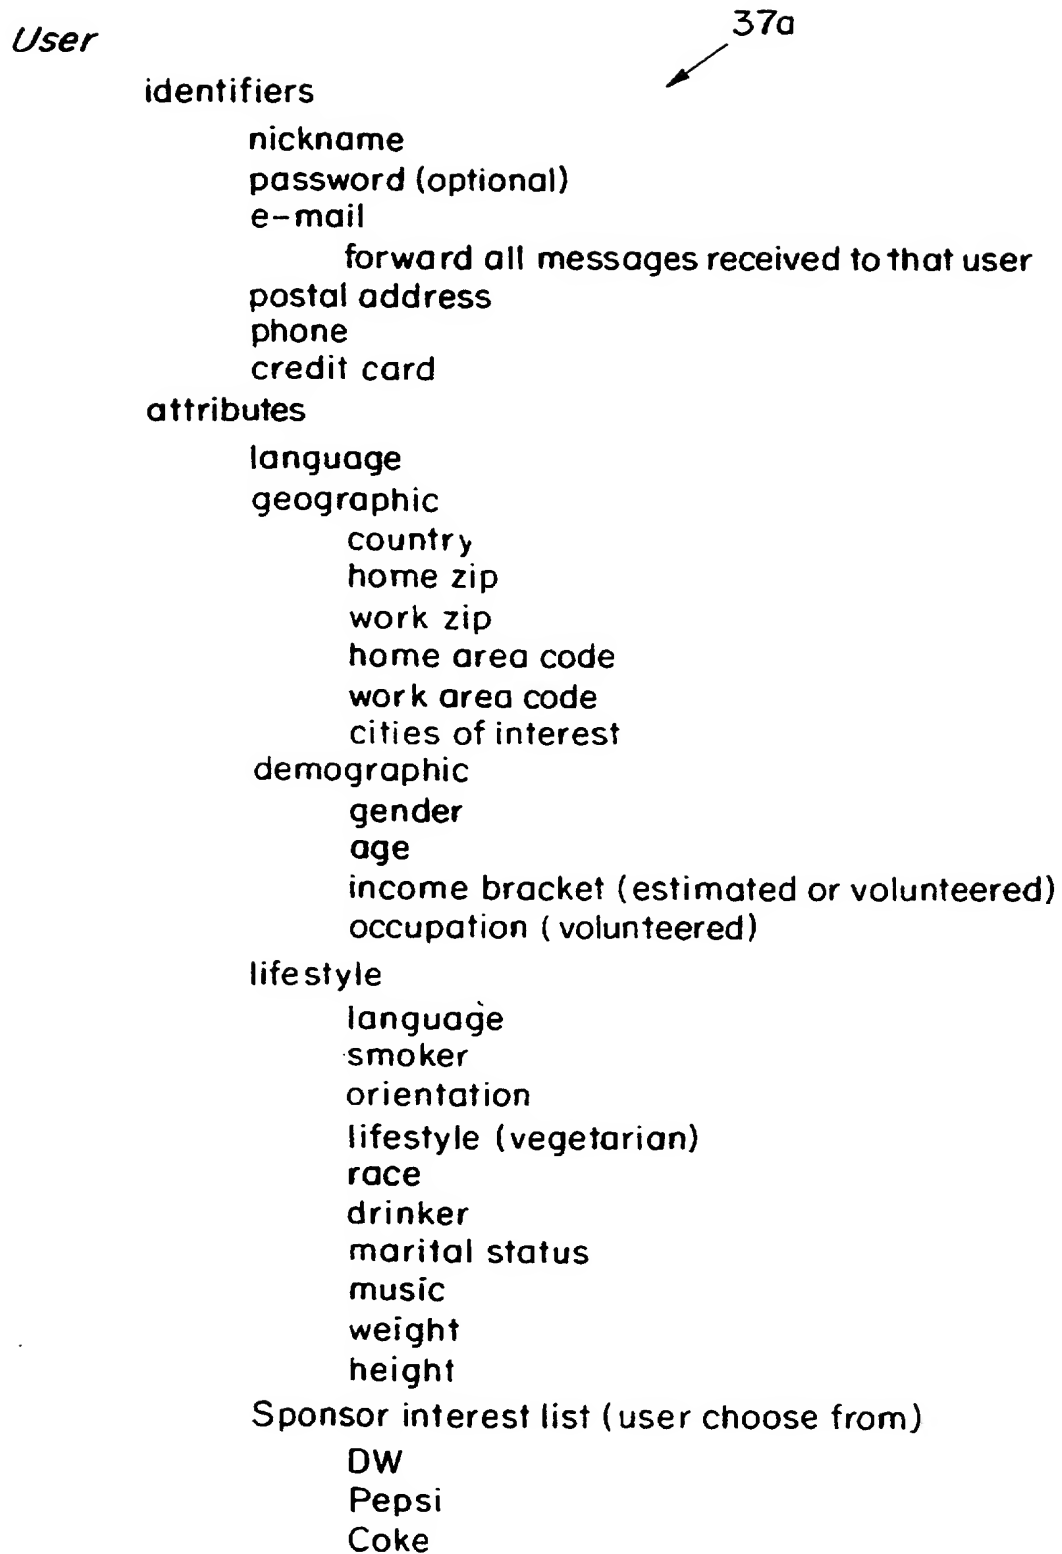 37a
User
identifiers
nickname
password (optional)
e-mail
forward all messages received to that user
postal address
phone
credit card
attributes
language
geographic
country
home zip
work zip
home area code
work area code
cities of interest
demographic
gender
age
income bracket (estimated or volunteered)
occupation (volunteered)
lifestyle
language
smoker
orientation
lifestyle (vegetarian)
race
drinker
marital status
music
weight
height
Sponsor interest list (user choose from)
DW
Pepsi
Coke